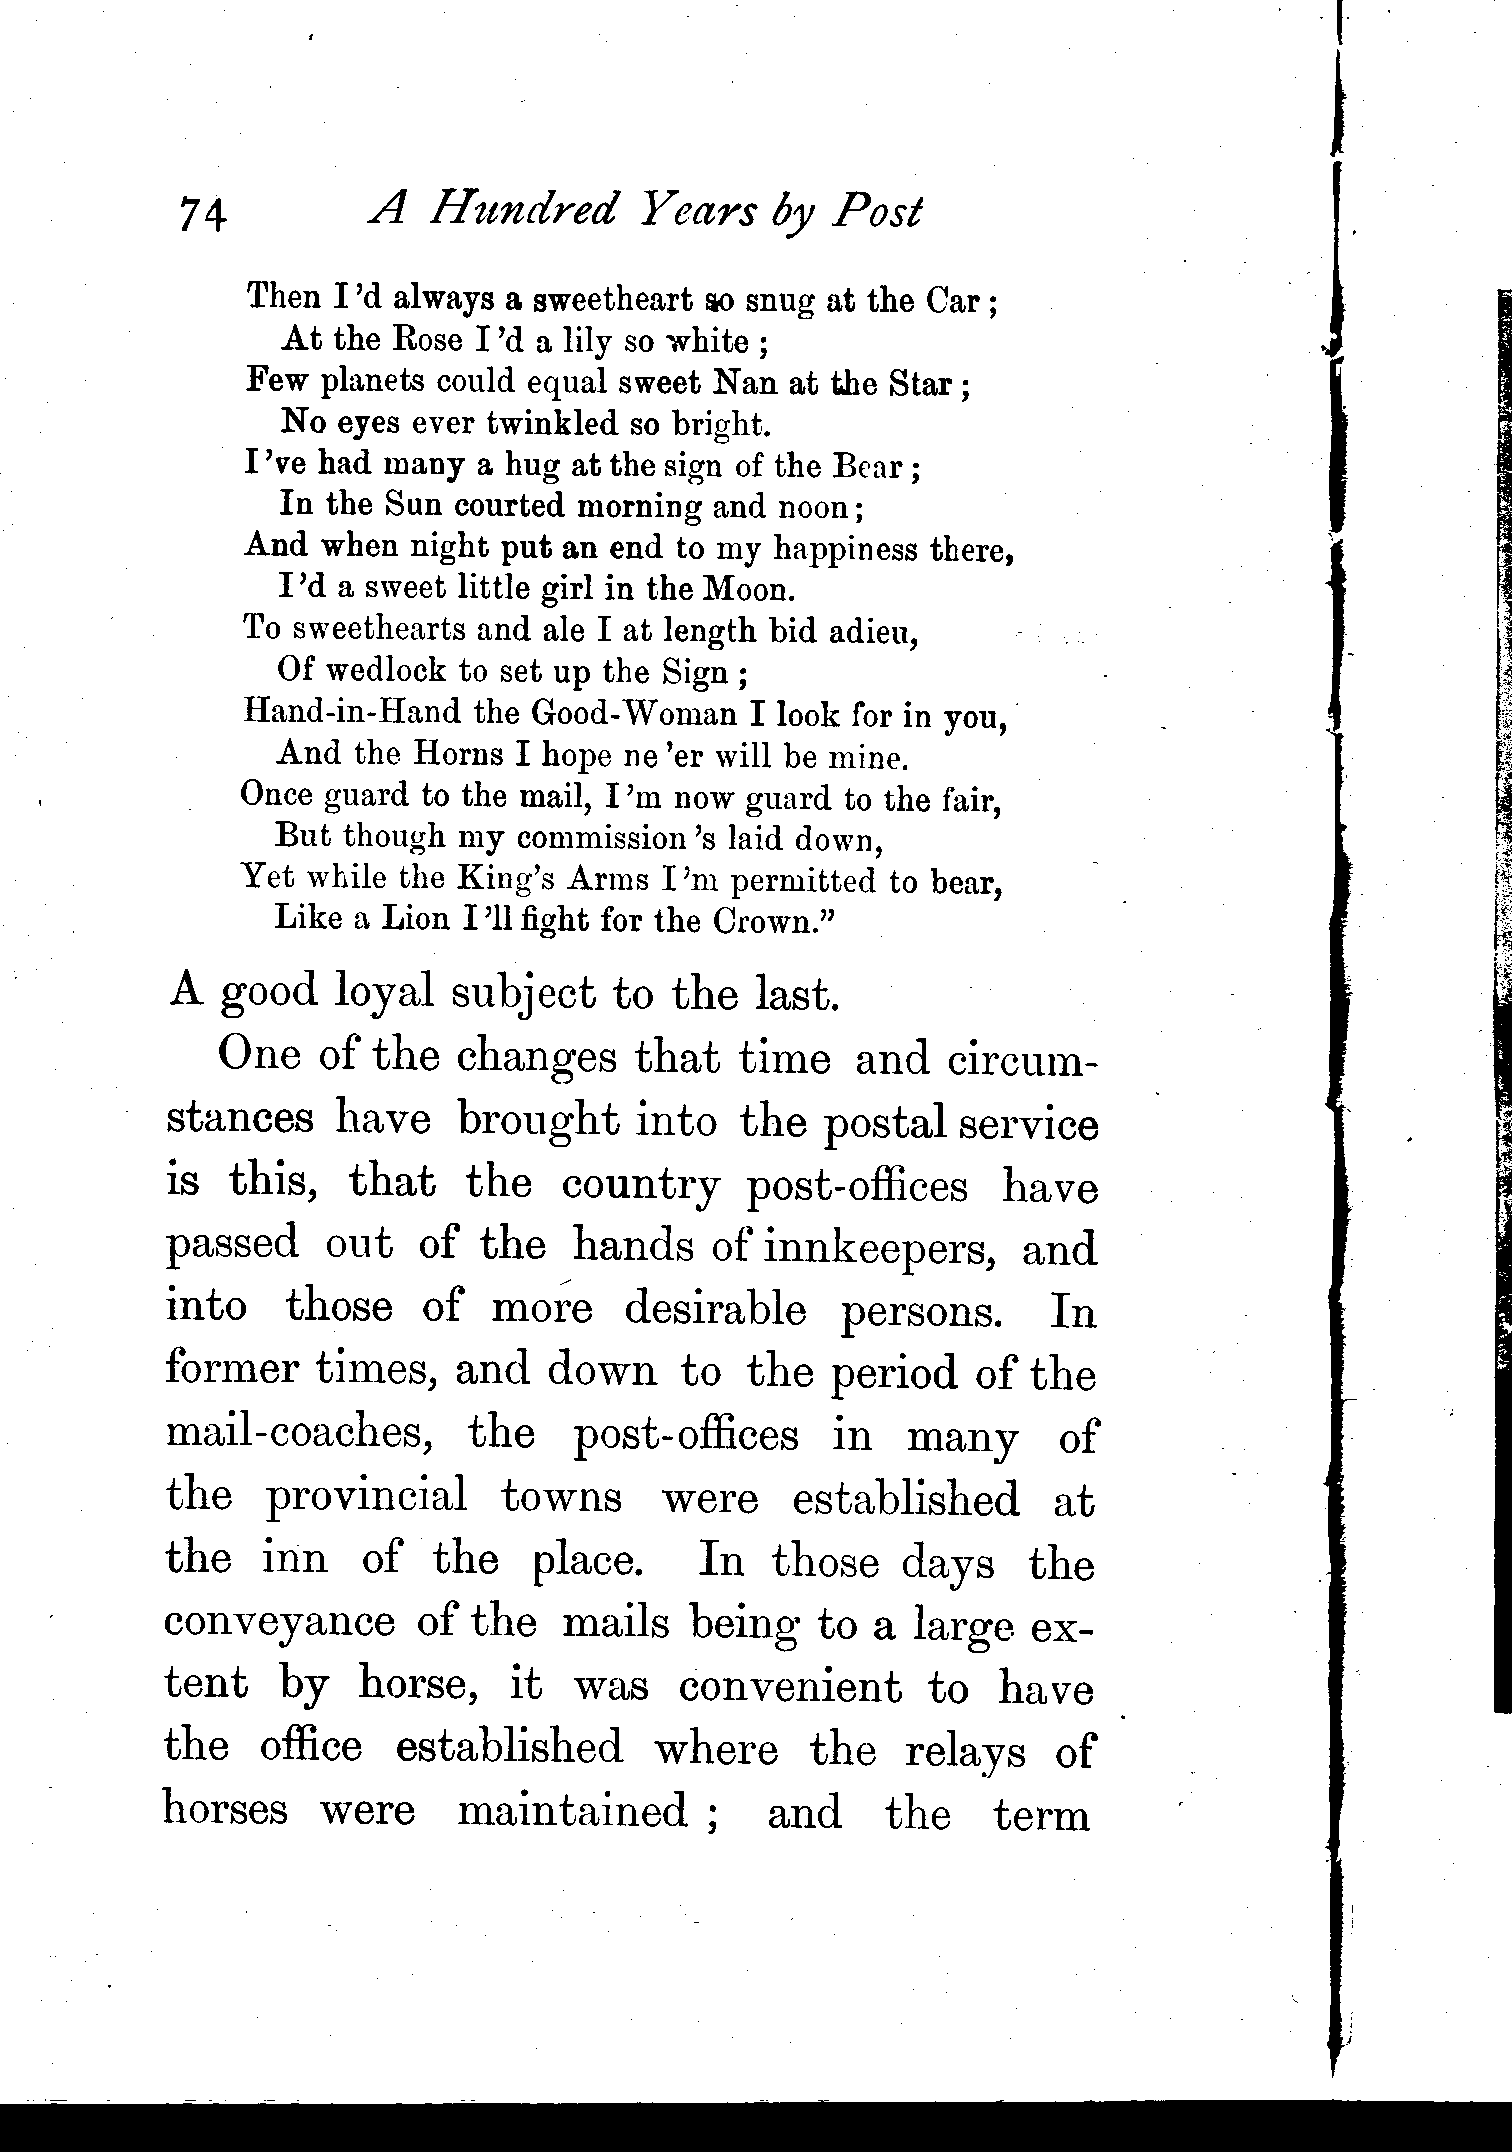 74 A Hundred Years by Post
Then I'd always a sweetheart so snug at the Car;
At the Rose I'd a lily so white;
Few planets could equal sweet Nan at the Star;
No eyes ever twinkled so bright.
I've had many a hug at the sign of the Bear;
In the Sun courted morning and noon;
And when night put an end to my happiness there,
I'd a sweet little girl in the Moon.
To sweethearts and ale I at length bid adieu,
Of wedlock to set up the Sign;
Hand-in-Hand the Good-Woman I look for in you,
And the Horns I hope ne'er will be mine.
Once guard to the mail, I'm now guard to the fair,
But though my commission's laid down,
Yet while the King's Arms I'm permitted to bear,
Like a Lion I'll fight for the Crown."
A good loyal subject to the last.
One of the changes that time and circum-
stances have brought into the postal service
is this, that the country post-offices have
passed out of the hands of innkeepers, and
into those of more desirable persons. In
former times, and down to the period of the
mail-coaches, the post-offices in many of
the provincial towns were established at
the inn of the place. In those days the
conveyance of the mails being to a large ex-
tent by horse, it was convenient to have
the office established where the relays of
horses were maintained; and the term